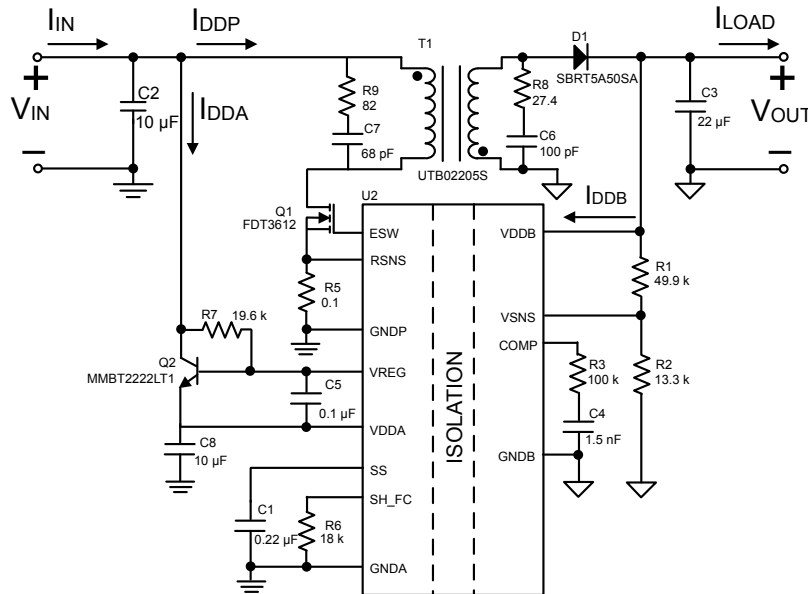 IIN
IDDP
IDDA
ILOAD
IDDB
+
VIN
–
C2
10 µF
R9
82
C7
68 pF
T1
UTB02205S
R8
27.4
C6
100 pF
D1
SBRT5A50SA
C3
22 µF
+
VOUT
–
Q1
FDT3612
U2
ESW
RSNS
R5
0.1
GNDP
R7
19.6 k
Q2
MMBT2222LT1
VREG
C5
0.1 µF
VDDA
C8
10 µF
SS
SH_FC
C1
0.22 µF
R6
18 k
GNDA
ISOLATION
VDDB
VSNS
COMP
GNDB
R1
49.9 k
R2
13.3 k
R3
100 k
C4
1.5 nF